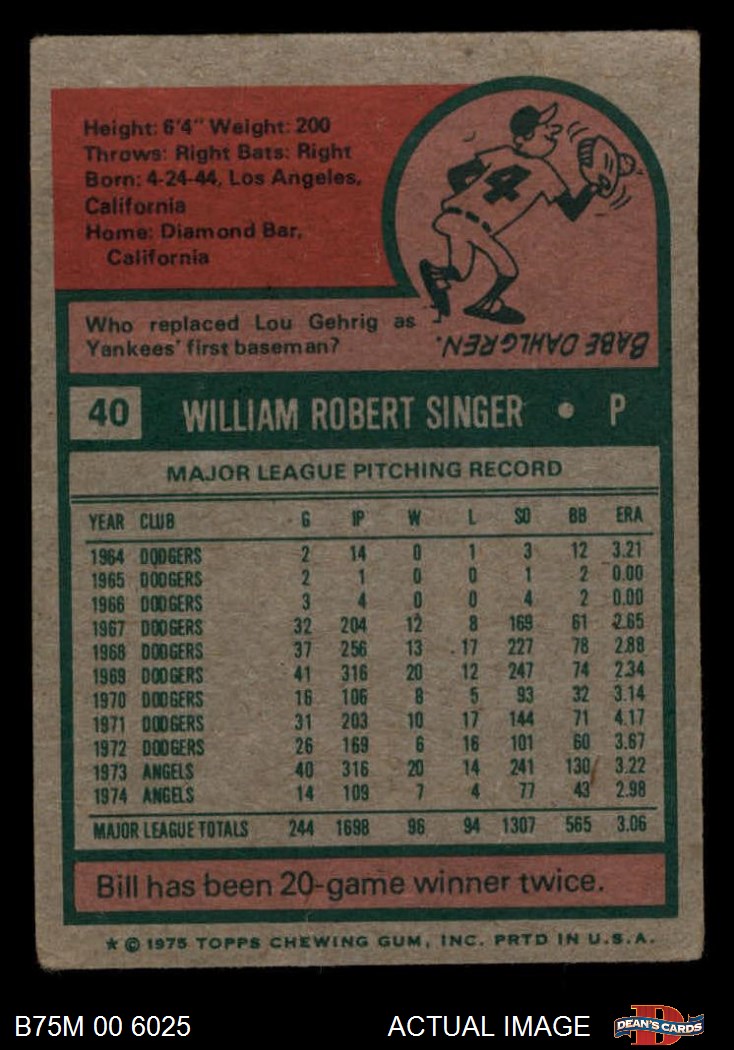 Height: 6'4" Weight: 200
Throws: Right Bats: Right
Born: 4-24-44, Los Angeles,
California
Home: Diamond Bar,
California
4
Who replaced Lou Gehrig as
Yankees' first baseman?
BABE DAHLGREN.
40 WILLIAM ROBERT SINGER • P
MAJOR LEAGUE PITCHING RECORD
YEAR CLUB G IP W L SO BB ERA
1964 DODGERS 2 14 0 1 3 12 3.21
1965 DODGERS 2 1 0 0 1 2 0.00
1966 DODGERS 3 4 0 0 4 2 0.00
1967 DODGERS 32 204 12 8 169 61 2.65
1968 DODGERS 37 256 13 17 227 78 2.88
1969 DODGERS 41 316 20 12 247 74 2.34
1970 DODGERS 16 106 8 5 93 32 3.14
1971 DODGERS 31 203 10 17 144 71 4.17
1972 DODGERS 26 169 6 16 101 60 3.67
1973 ANGELS 40 316 20 14 241 130 3.22
1974 ANGELS 14 109 7 4 77 43 2.98
MAJOR LEAGUE TOTALS 244 1698 96 94 1307 565 3.06
Bill has been 20-game winner twice.
★ © 1975 TOPPS CHEWING GUM, INC. PRTD IN U.S.A.
B75M 00 6025 ACTUAL IMAGE D DEAN'S CARDS